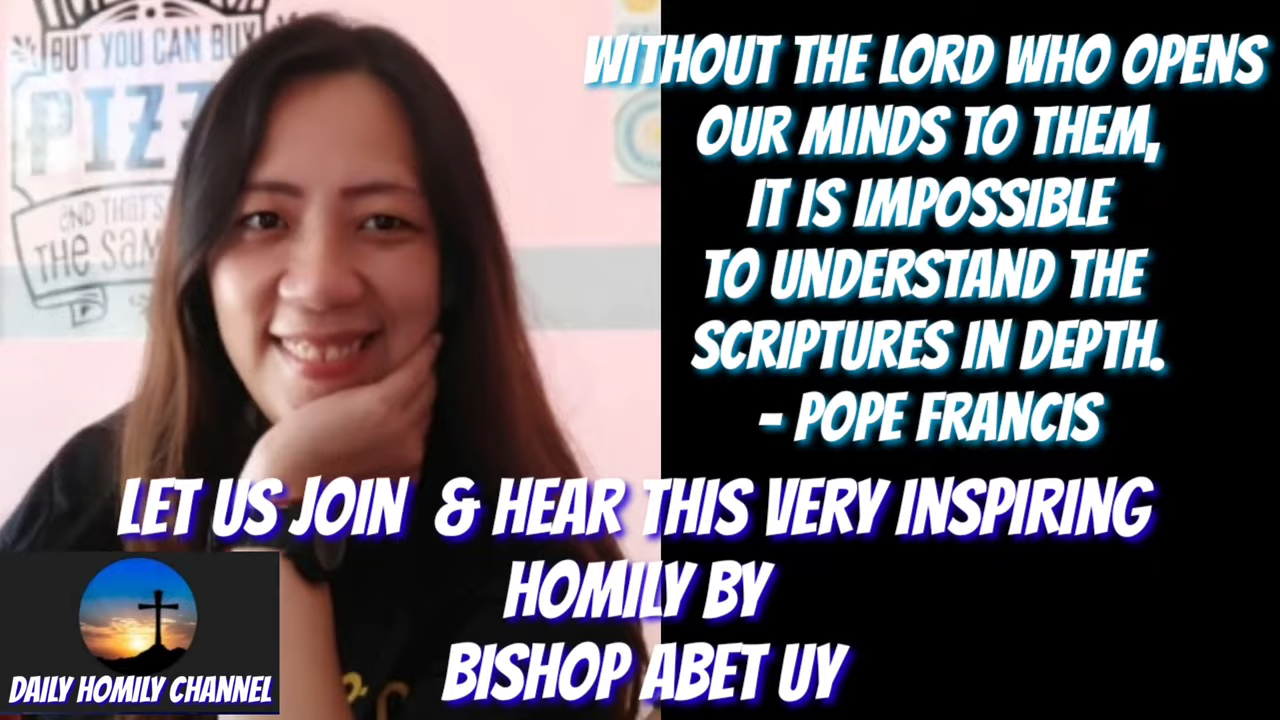 BUT YOU CAN BUY
PIZZ
AND THAT'S
THE SAM
WITHOUT THE LORD WHO OPENS
OUR MINDS TO THEM,
IT IS IMPOSSIBLE
TO UNDERSTAND THE
SCRIPTURES IN DEPTH.
- POPE FRANCIS
LET US JOIN & HEAR THIS VERY INSPIRING
HOMILY BY
BISHOP ABET UY
DAILY HOMILY CHANNEL